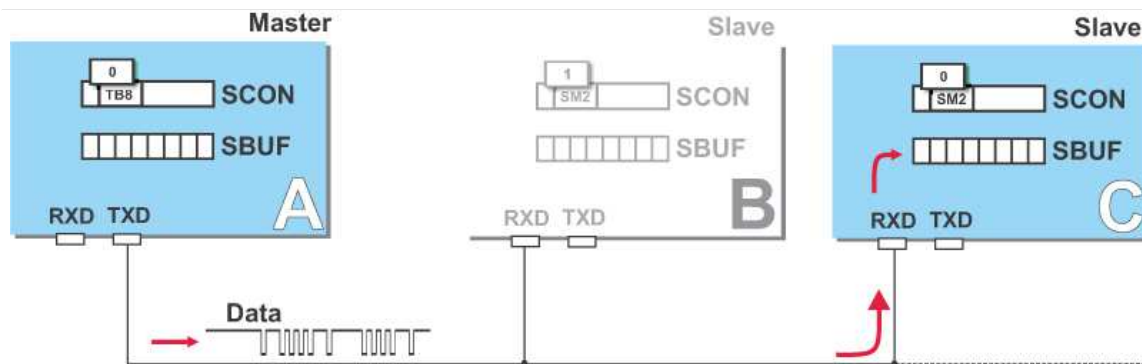 Master
0
TB8
SCON
SBUF
A
RXD TXD
Slave
1
SM2
SCON
SBUF
B
RXD TXD
Slave
0
SM2
SCON
SBUF
C
RXD TXD
Data